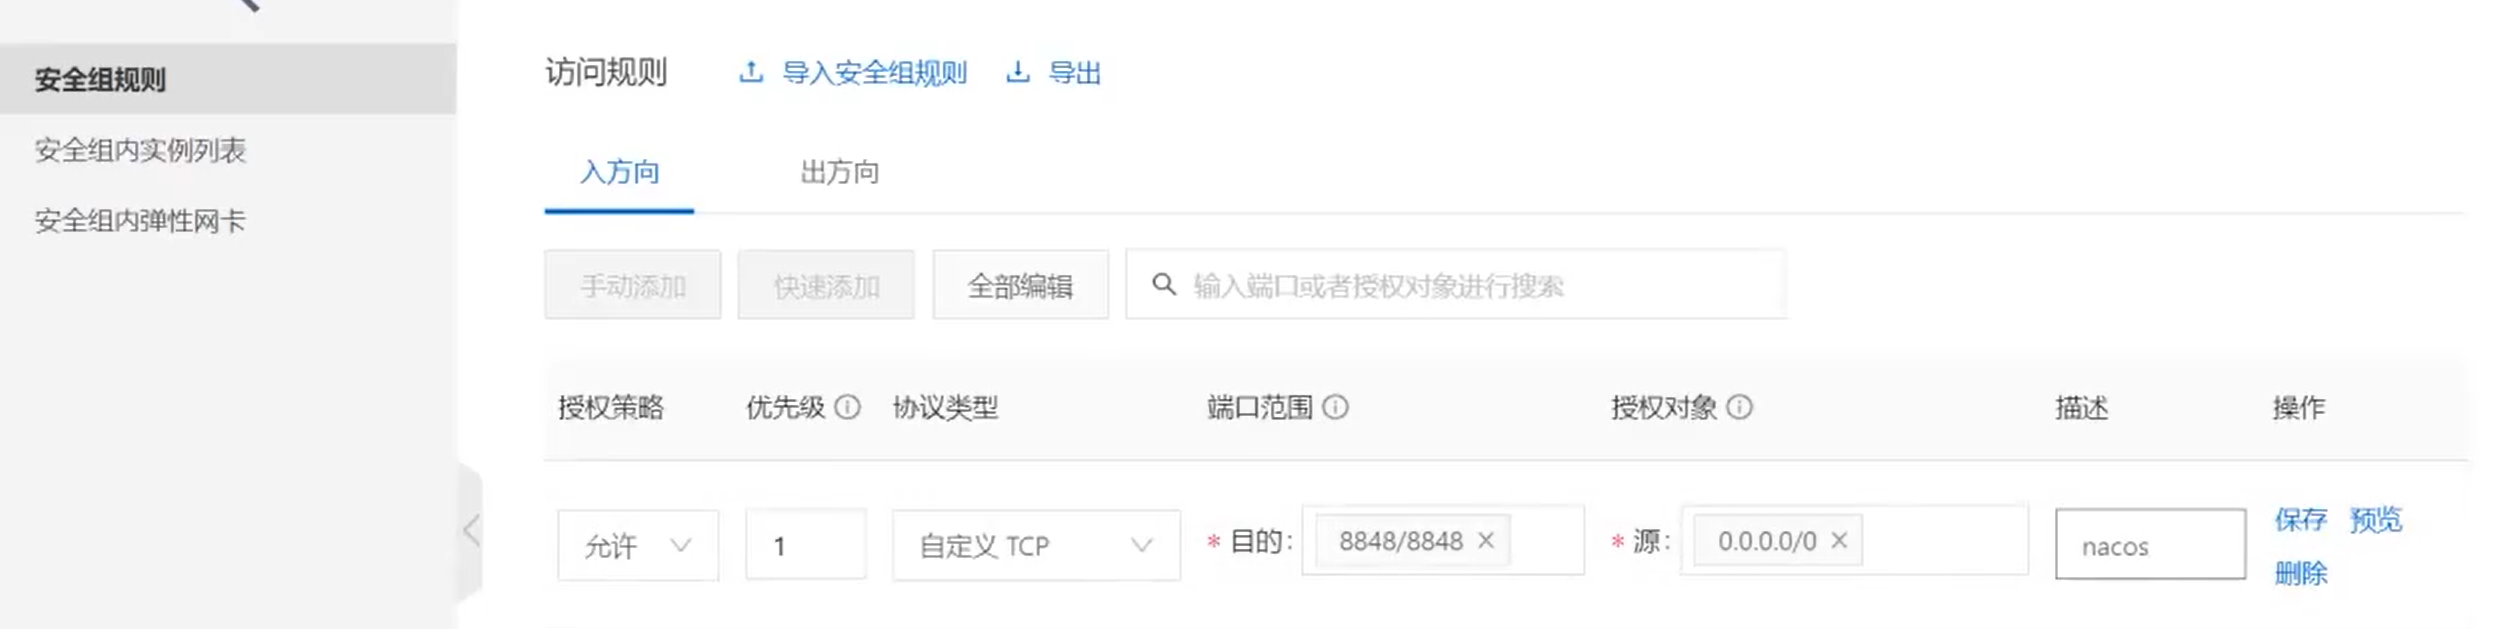 安全组规则
安全组内实例列表
安全组内弹性网卡
访问规则 导入安全组规则 导出
入方向 出方向
手动添加 快速添加 全部编辑 输入端口或者授权对象进行搜索
授权策略 优先级 协议类型 端口范围 授权对象 描述 操作
允许 1 自定义 TCP * 目的: 8848/8848 × * 源: 0.0.0.0/0 × nacos 保存 预览
删除